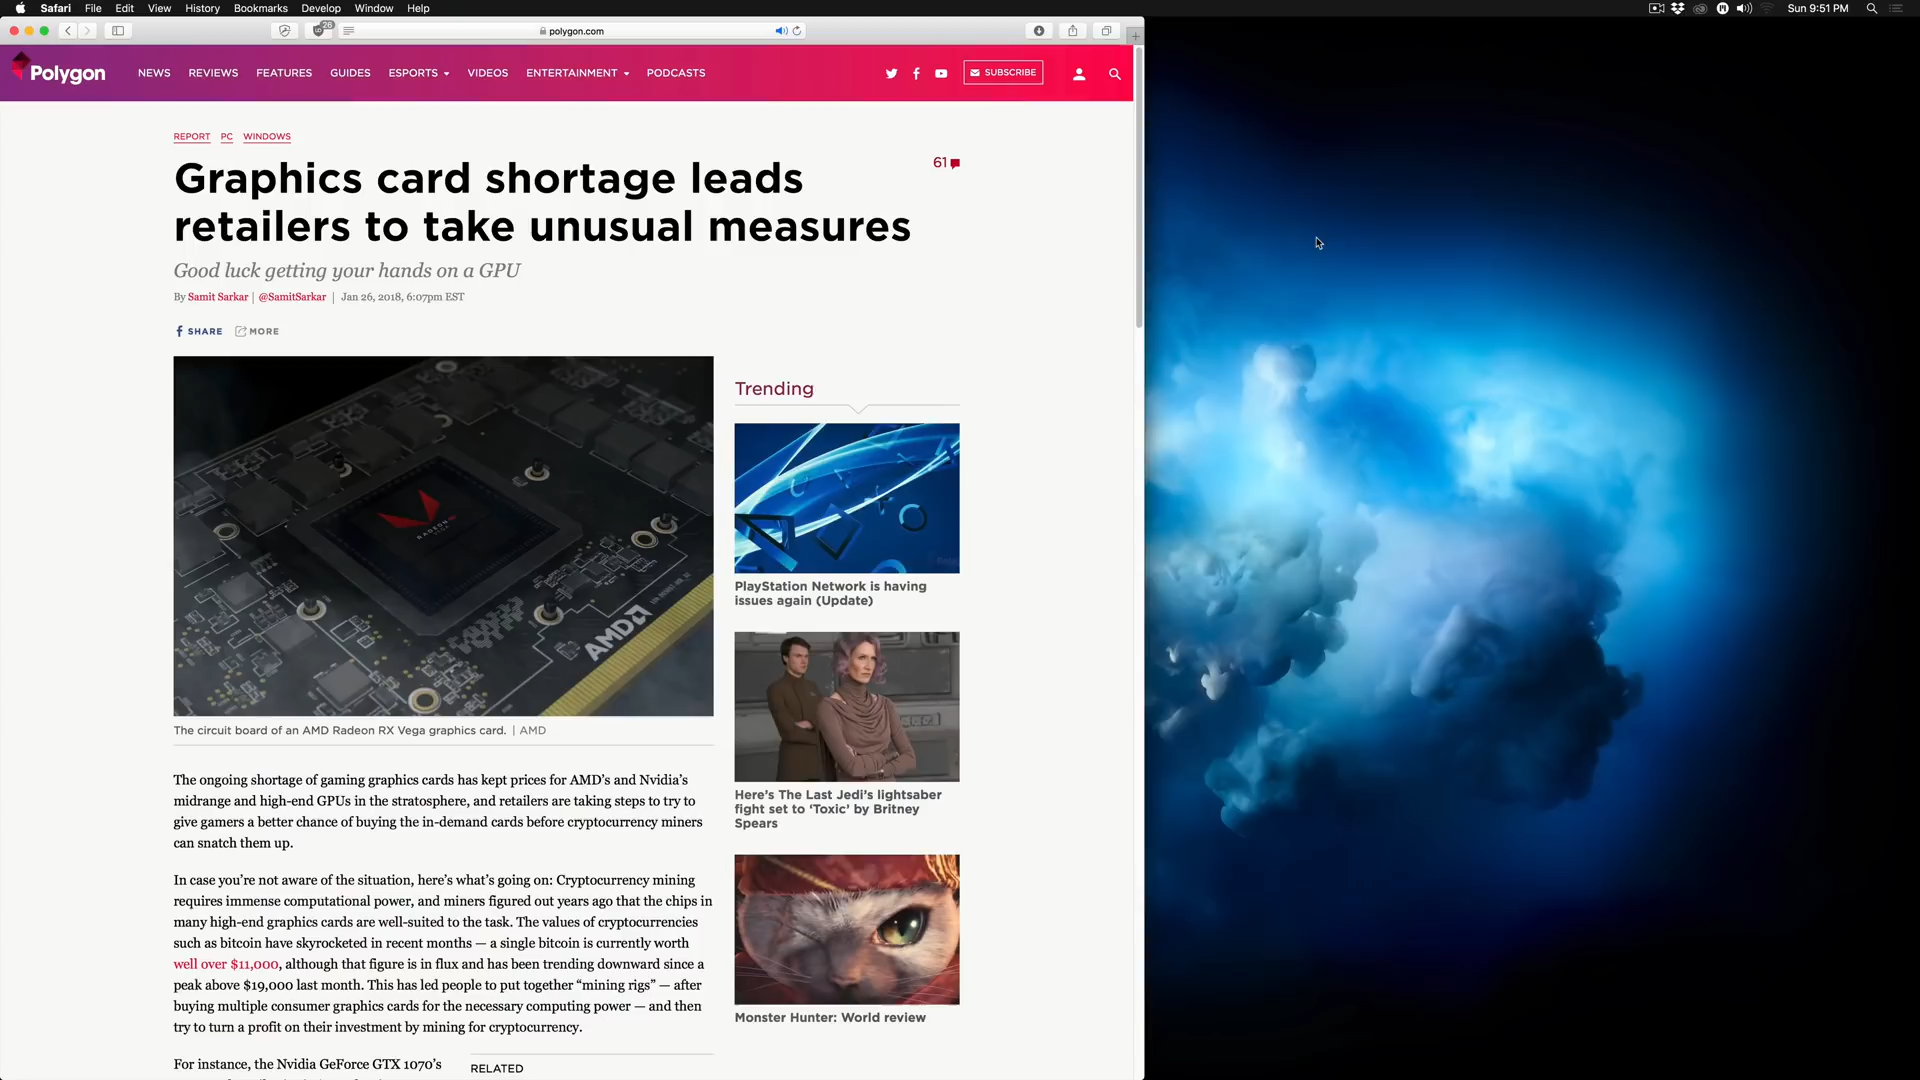 Safari File Edit View History Bookmarks Develop Window Help
Sun 9:51 PM
26
polygon.com
Polygon
NEWS REVIEWS FEATURES GUIDES ESPORTS VIDEOS ENTERTAINMENT PODCASTS
SUBSCRIBE
REPORT PC WINDOWS
Graphics card shortage leads
retailers to take unusual measures
61
Good luck getting your hands on a GPU
By Samit Sarkar | @SamitSarkar | Jan 26, 2018, 6:07pm EST
SHARE MORE
RADEON
AMD
The circuit board of an AMD Radeon RX Vega graphics card. | AMD
The ongoing shortage of gaming graphics cards has kept prices for AMD’s and Nvidia’s
midrange and high-end GPUs in the stratosphere, and retailers are taking steps to try to
give gamers a better chance of buying the in-demand cards before cryptocurrency miners
can snatch them up.
In case you’re not aware of the situation, here’s what’s going on: Cryptocurrency mining
requires immense computational power, and miners figured out years ago that the chips in
many high-end graphics cards are well-suited to the task. The values of cryptocurrencies
such as bitcoin have skyrocketed in recent months — a single bitcoin is currently worth
well over $11,000, although that figure is in flux and has been trending downward since a
peak above $19,000 last month. This has led people to put together “mining rigs” — after
buying multiple consumer graphics cards for the necessary computing power — and then
try to turn a profit on their investment by mining for cryptocurrency.
For instance, the Nvidia GeForce GTX 1070’s
RELATED
Trending
PlayStation Network is having
issues again (Update)
Here’s The Last Jedi’s lightsaber
fight set to ‘Toxic’ by Britney
Spears
Monster Hunter: World review